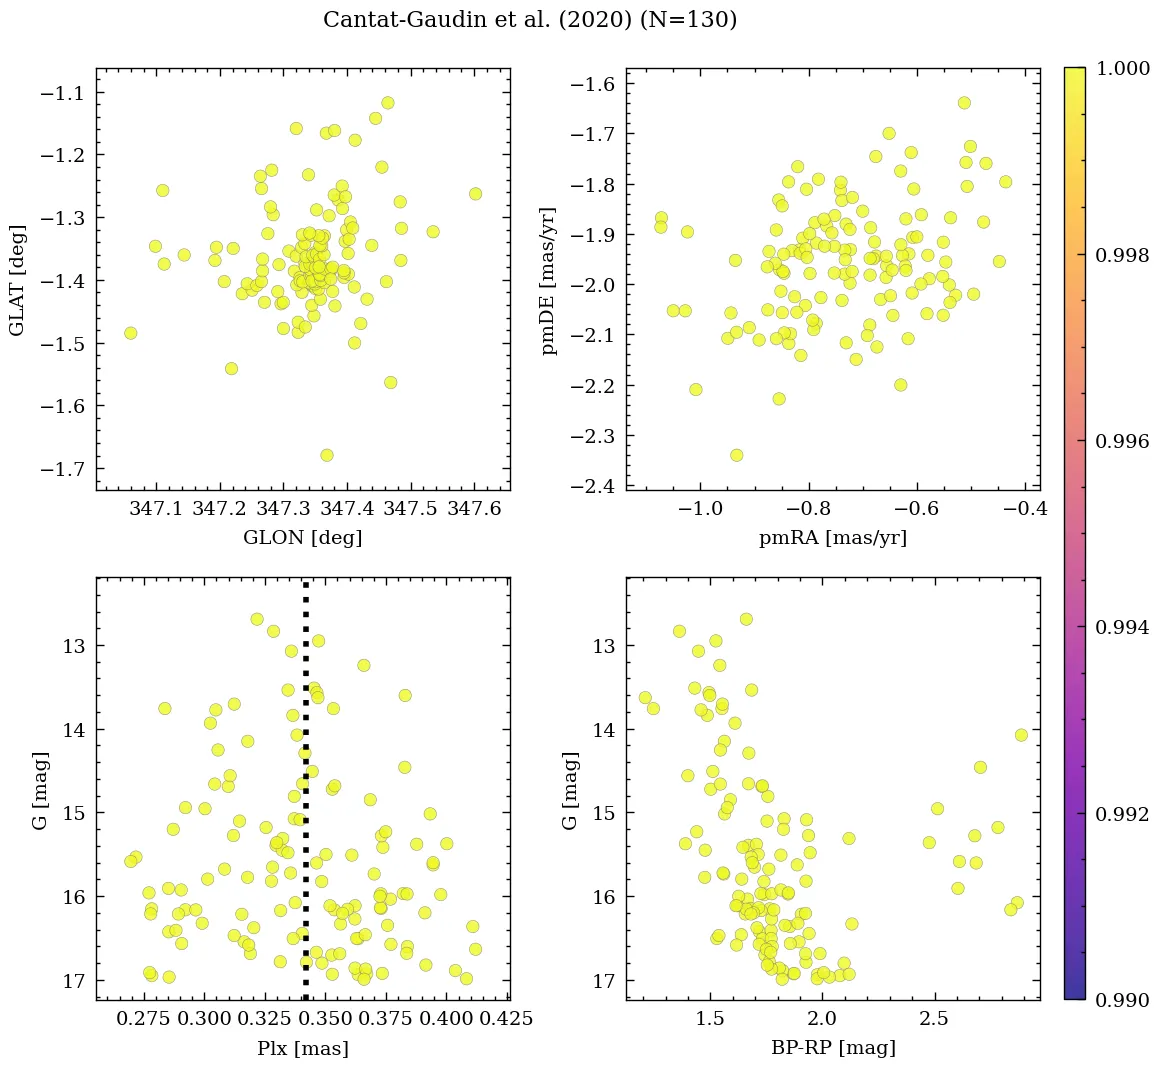 Cantat-Gaudin et al. (2020) (N=130)
−1.1
−1.2
−1.3
−1.4
−1.5
−1.6
−1.7
GLAT [deg]
347.1 347.2 347.3 347.4 347.5 347.6
GLON [deg]
−1.6
−1.7
−1.8
−1.9
−2.0
−2.1
−2.2
−2.3
−2.4
pmDE [mas/yr]
−1.0 −0.8 −0.6 −0.4
pmRA [mas/yr]
13
14
15
16
17
G [mag]
0.275 0.300 0.325 0.350 0.375 0.400 0.425
Plx [mas]
13
14
15
16
17
G [mag]
1.5 2.0 2.5
BP-RP [mag]
1.000
0.998
0.996
0.994
0.992
0.990